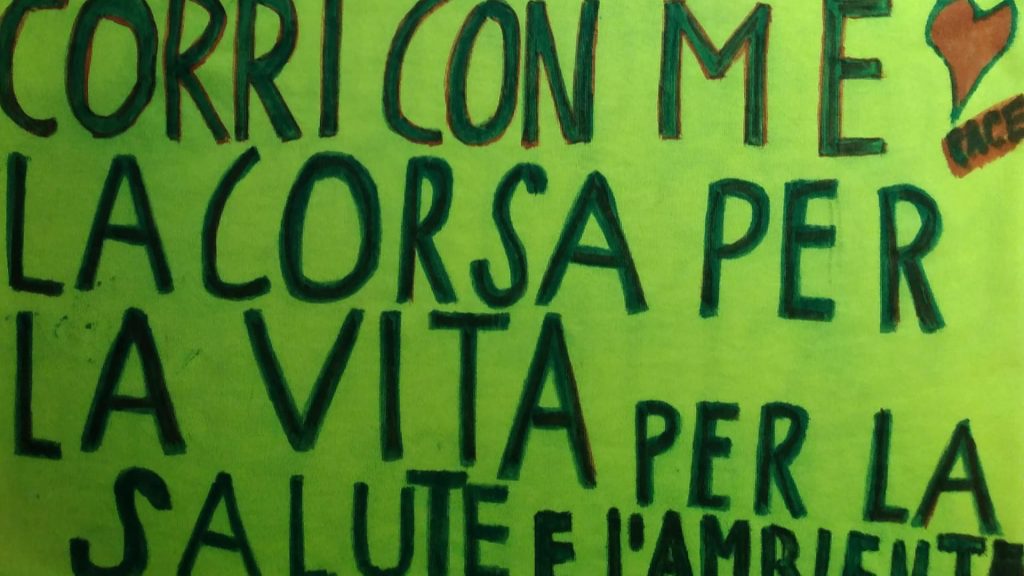 CORRI CON ME
PACE
LA CORSA PER
LA VITA PER LA
SALUTE E l'AMBIENTE